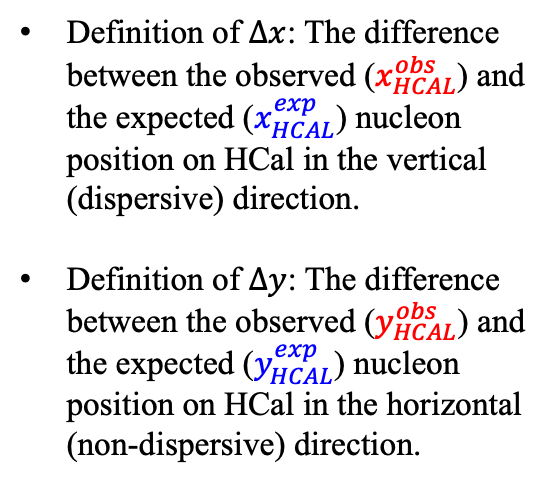 • Definition of Δx: The difference
between the observed (x_{HCAL}^{obs}) and
the expected (x_{HCAL}^{exp}) nucleon
position on HCal in the vertical
(dispersive) direction.
• Definition of Δy: The difference
between the observed (y_{HCAL}^{obs}) and
the expected (y_{HCAL}^{exp}) nucleon
position on HCal in the horizontal
(non-dispersive) direction.